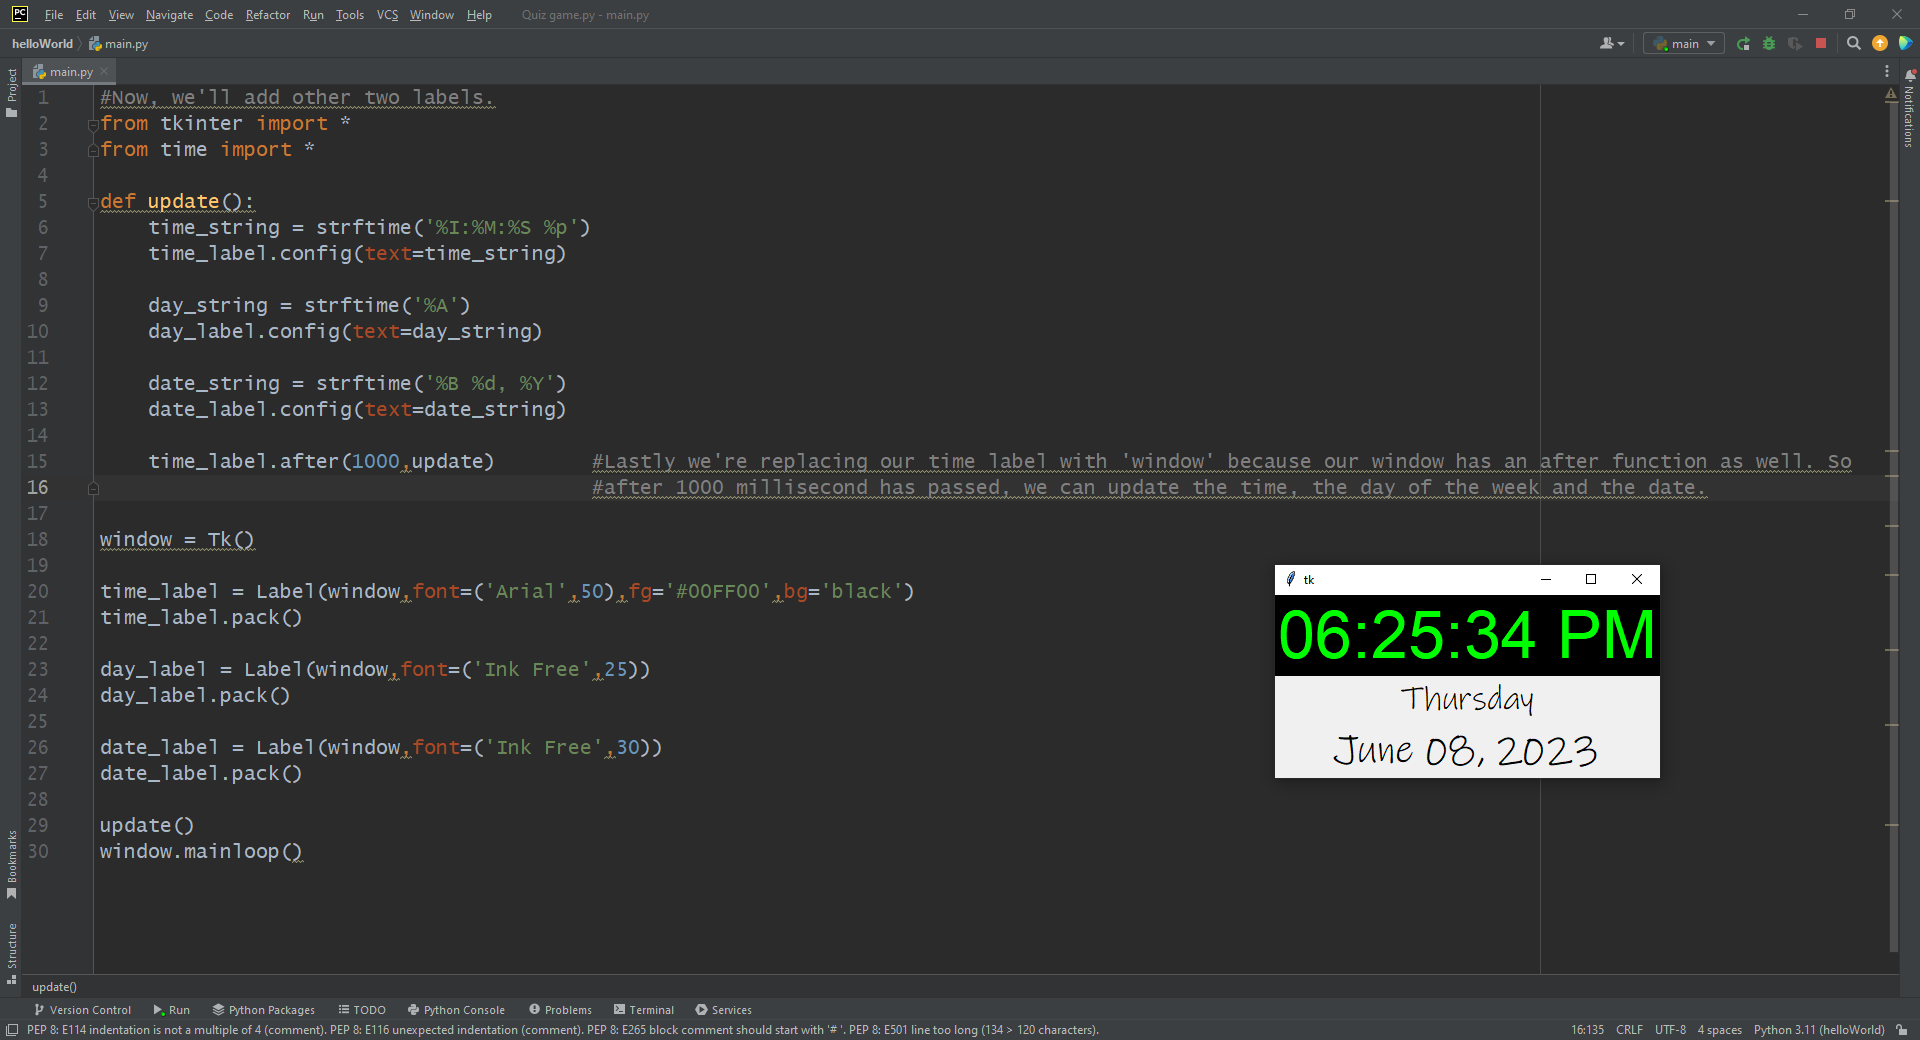 PC File Edit View Navigate Code Refactor Run Tools VCS Window Help Quiz game.py - main.py
helloWorld main.py main
main.py
Project
Notifications
1 #Now, we'll add other two labels.
2 from tkinter import *
3 from time import *
4
5 def update():
6 time_string = strftime('%I:%M:%S %p')
7 time_label.config(text=time_string)
8
9 day_string = strftime('%A')
10 day_label.config(text=day_string)
11
12 date_string = strftime('%B %d, %Y')
13 date_label.config(text=date_string)
14
15 time_label.after(1000,update) #Lastly we're replacing our time label with 'window' because our window has an after function as well. So
16 #after 1000 millisecond has passed, we can update the time, the day of the week and the date.
17
18 window = Tk()
19
20 time_label = Label(window,font=('Arial',50),fg='#00FF00',bg='black')
21 time_label.pack()
22
23 day_label = Label(window,font=('Ink Free',25))
24 day_label.pack()
25
26 date_label = Label(window,font=('Ink Free',30))
27 date_label.pack()
28
29 update()
30 window.mainloop()
tk
06:25:34 PM
Thursday
June 08, 2023
Bookmarks
Structure
update()
Version Control Run Python Packages TODO Python Console Problems Terminal Services
PEP 8: E114 indentation is not a multiple of 4 (comment). PEP 8: E116 unexpected indentation (comment). PEP 8: E265 block comment should start with '# '. PEP 8: E501 line too long (134 > 120 characters). 16:135 CRLF UTF-8 4 spaces Python 3.11 (helloWorld)